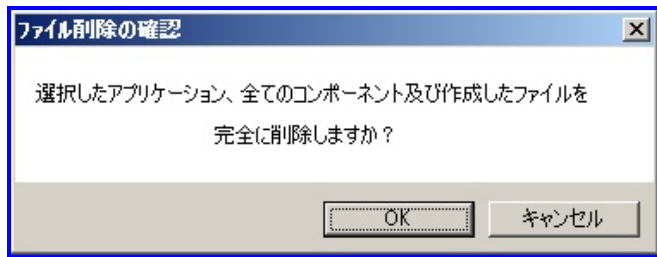 ファイル削除の確認
選択したアプリケーション、全てのコンポーネント及び作成したファイルを
完全に削除しますか？
OK
キャンセル